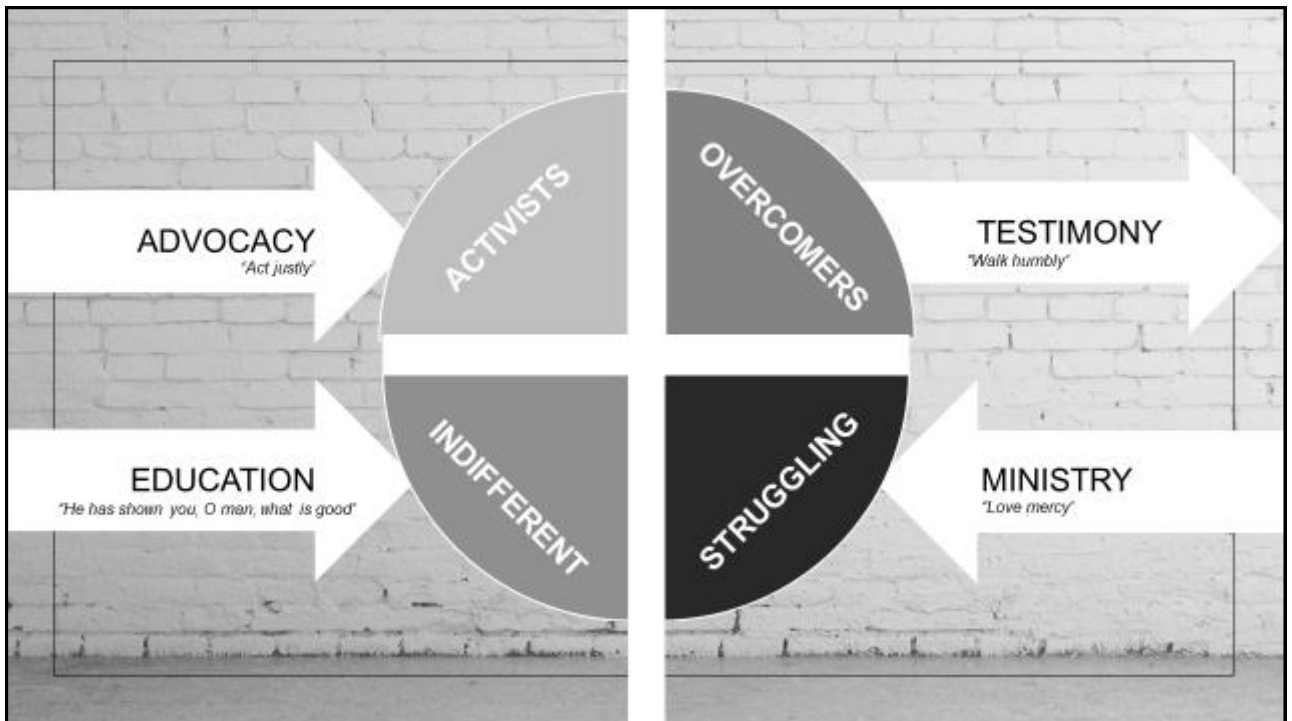 ADVOCACY
"Act justly"
ACTIVISTS
OVERCOMERS
TESTIMONY
"Walk humbly"
EDUCATION
"He has shown you, O man, what is good"
INDIFFERENT
STRUGGLING
MINISTRY
"Love mercy"